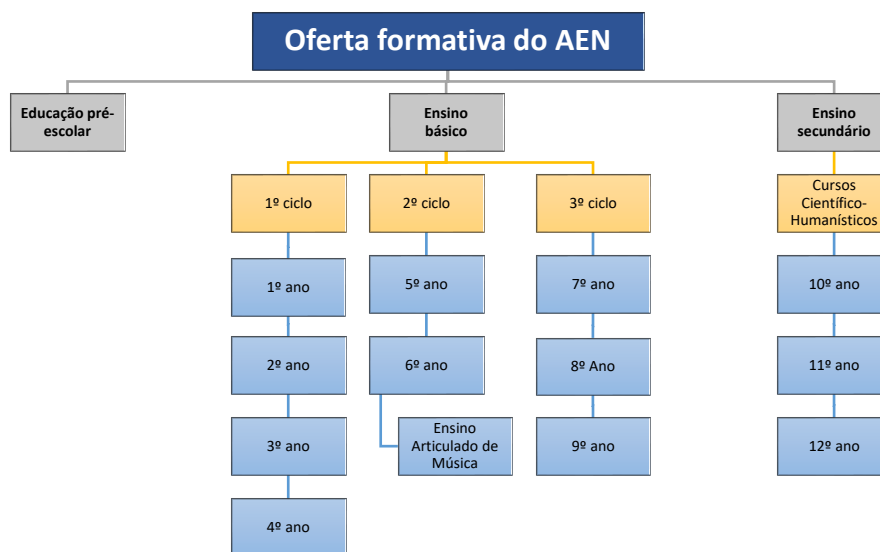 Oferta formativa do AEN
Educação pré-
escolar
Ensino
básico
Ensino
secundário
1º ciclo
2º ciclo
3º ciclo
Cursos
Científico-
Humanísticos
1º ano
5º ano
7º ano
10º ano
2º ano
6º ano
8º Ano
11º ano
3º ano
Ensino
Articulado de
Música
9º ano
12º ano
4º ano